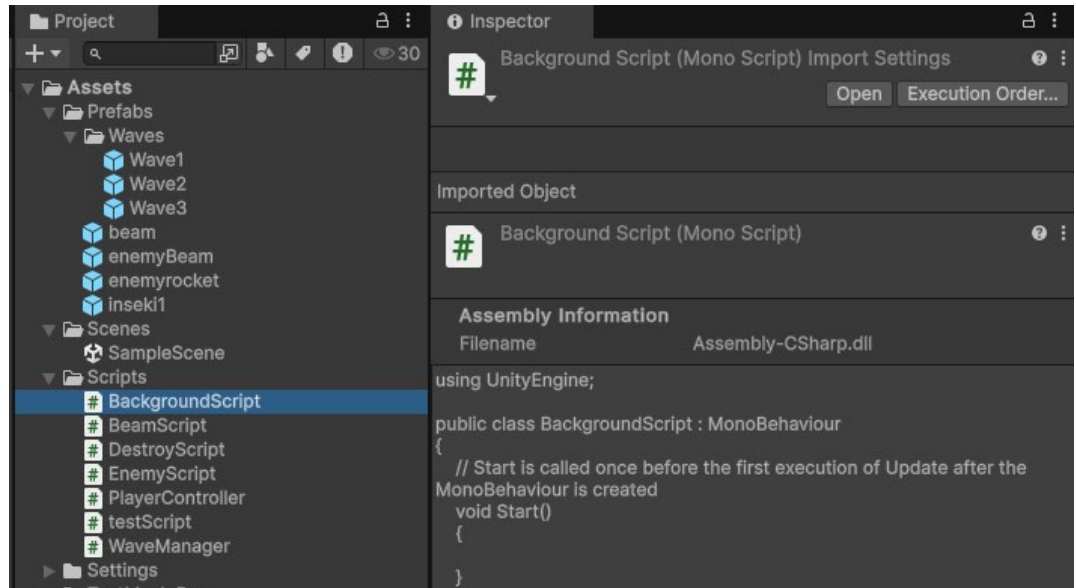 Project
Inspector
30
Background Script (Mono Script) Import Settings
Open
Execution Order...
Assets
Prefabs
Waves
Wave1
Wave2
Wave3
beam
enemyBeam
enemyrocket
inseki1
Scenes
SampleScene
Scripts
BackgroundScript
BeamScript
DestroyScript
EnemyScript
PlayerController
testScript
WaveManager
Settings
Imported Object
Background Script (Mono Script)
Assembly Information
Filename Assembly-CSharp.dll
using UnityEngine;
public class BackgroundScript : MonoBehaviour
{
// Start is called once before the first execution of Update after the
MonoBehaviour is created
void Start()
{
}